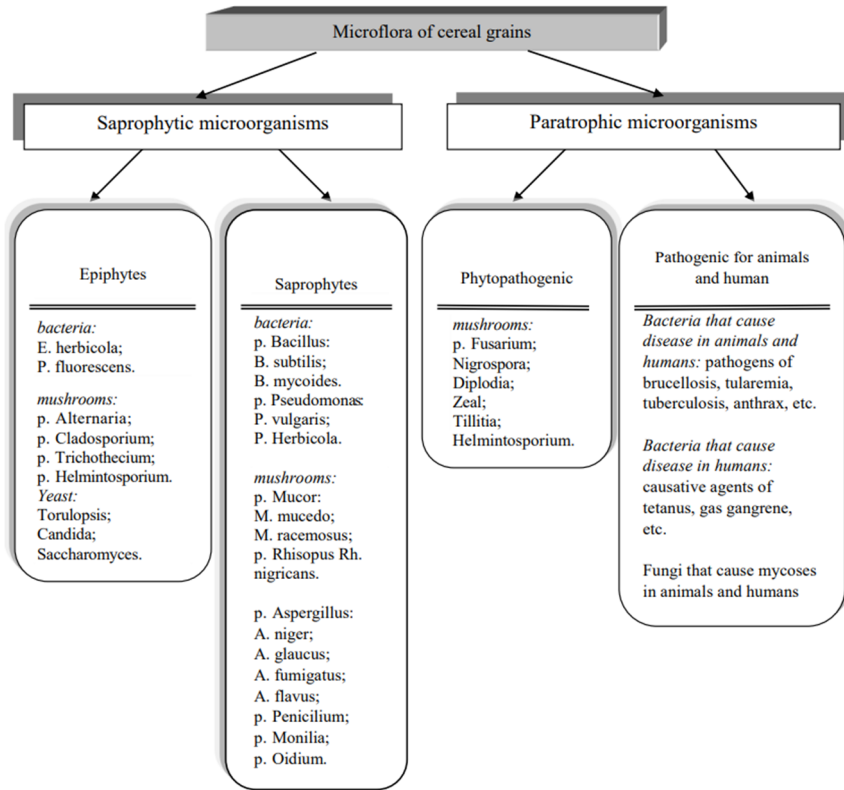 Microflora of cereal grains
Saprophytic microorganisms
Paratrophic microorganisms
Epiphytes
bacteria:
E. herbicola;
P. fluorescens.
mushrooms:
p. Alternaria;
p. Cladosporium;
p. Trichothecium;
p. Helmintosporium.
Yeast:
Torulopsis;
Candida;
Saccharomyces.
Saprophytes
bacteria:
p. Bacillus:
B. subtilis;
B. mycoides.
p. Pseudomonas:
P. vulgaris;
P. Herbicola.
mushrooms:
p. Mucor:
M. mucedo;
M. racemosus;
p. Rhisopus Rh.
nigricans.
p. Aspergillus:
A. niger;
A. glaucus;
A. fumigatus;
A. flavus;
p. Penicilium;
p. Monilia;
p. Oidium.
Phytopathogenic
mushrooms:
p. Fusarium;
Nigrospora;
Diplodia;
Zeal;
Tillitia;
Helmintosporium.
Pathogenic for animals
and human
Bacteria that cause
disease in animals and
humans: pathogens of
brucellosis, tularemia,
tuberculosis, anthrax, etc.
Bacteria that cause
disease in humans:
causative agents of
tetanus, gas gangrene,
etc.
Fungi that cause mycoses
in animals and humans